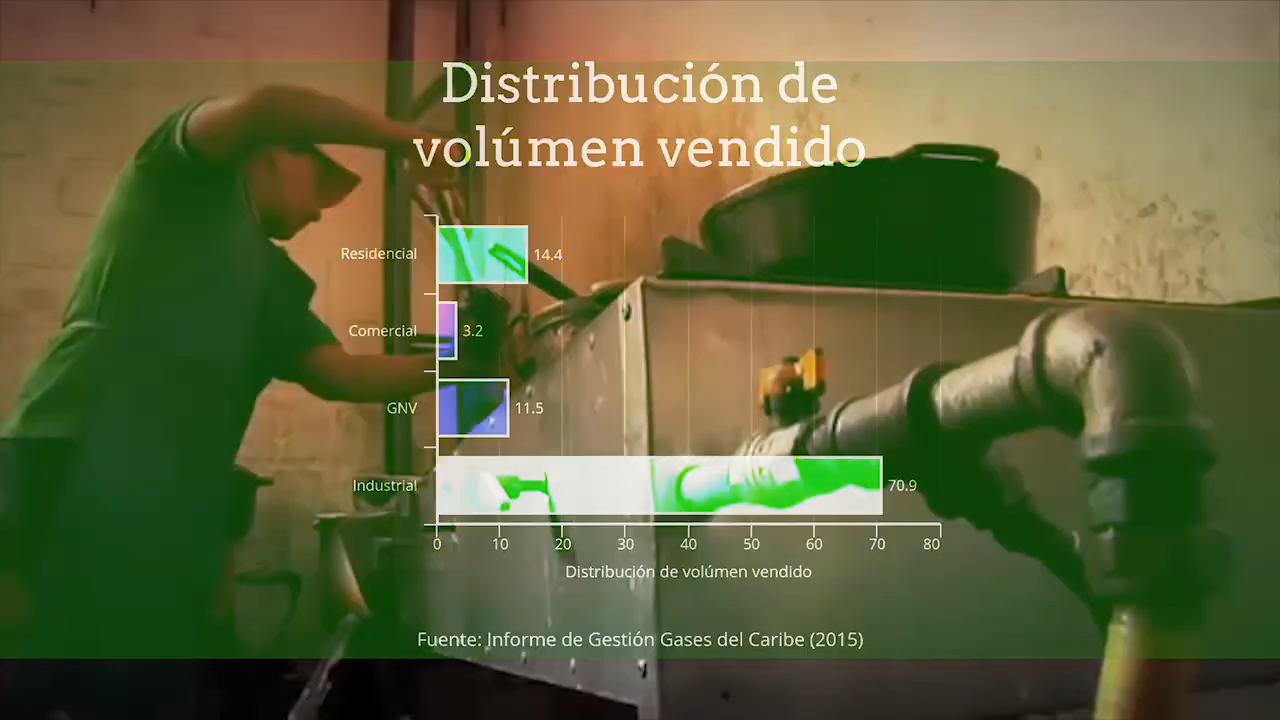 Distribución de
volúmen vendido
Residencial 14.4
Comercial 3.2
GNV 11.5
Industrial 70.9
0 10 20 30 40 50 60 70 80
Distribución de volúmen vendido
Fuente: Informe de Gestión Gases del Caribe (2015)